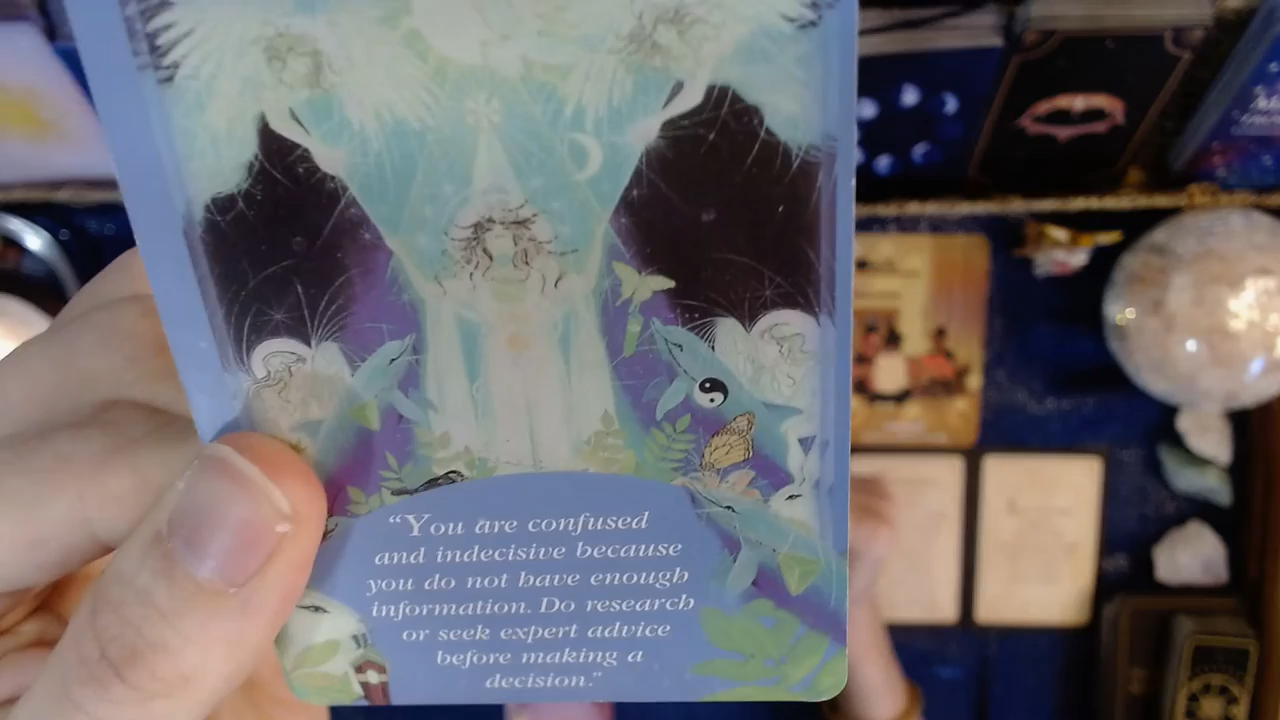 “You are confused
and indecisive because
you do not have enough
information. Do research
or seek expert advice
before making a
decision.”